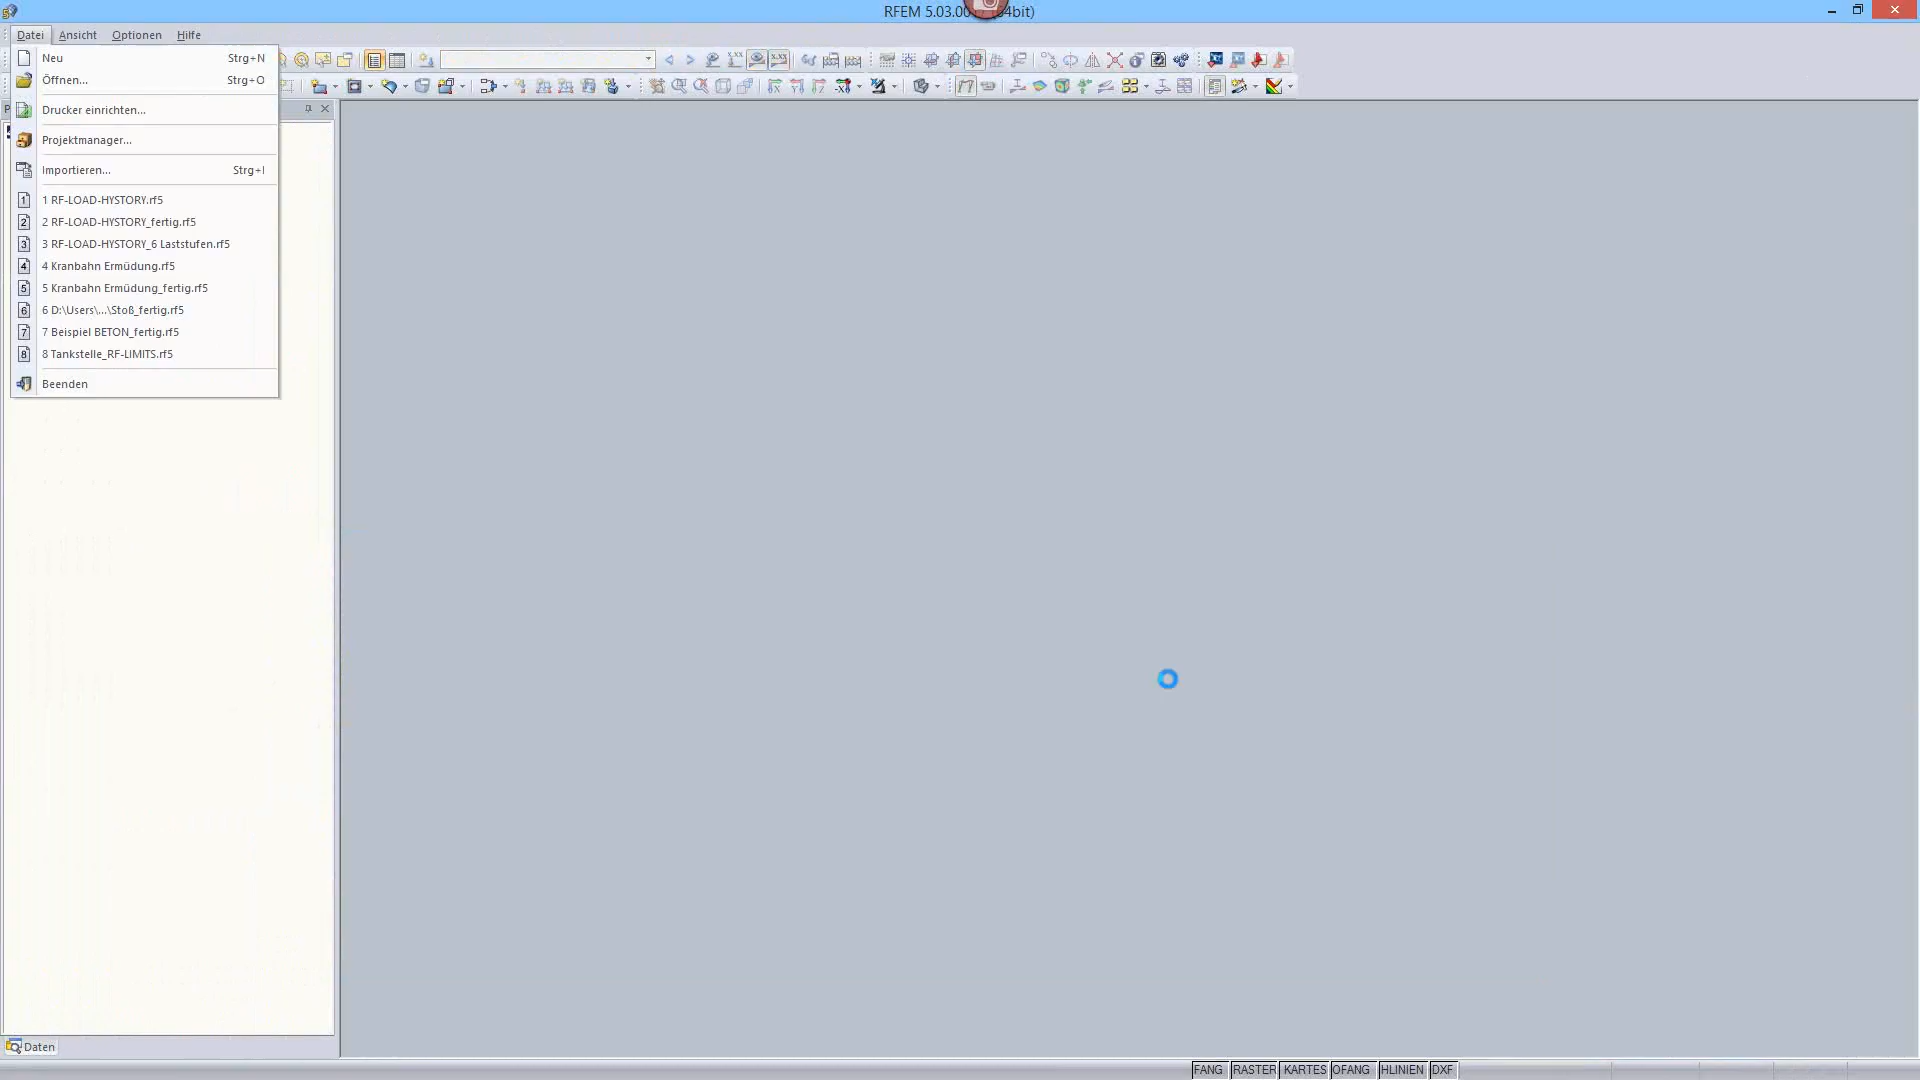 RFEM 5.03.00 (64bit)
Datei Ansicht Optionen Hilfe
Neu Strg+N
Öffnen... Strg+O
Drucker einrichten...
Projektmanager...
Importieren... Strg+I
1 RF-LOAD-HYSTORY.rf5
2 RF-LOAD-HYSTORY_fertig.rf5
3 RF-LOAD-HYSTORY_6 Laststufen.rf5
4 Kranbahn Ermüdung.rf5
5 Kranbahn Ermüdung_fertig.rf5
6 D:\Users\...\Stoß_fertig.rf5
7 Beispiel BETON_fertig.rf5
8 Tankstelle_RF-LIMITS.rf5
Beenden
Daten
FANG RASTER KARTES OFANG HLINIEN DXF